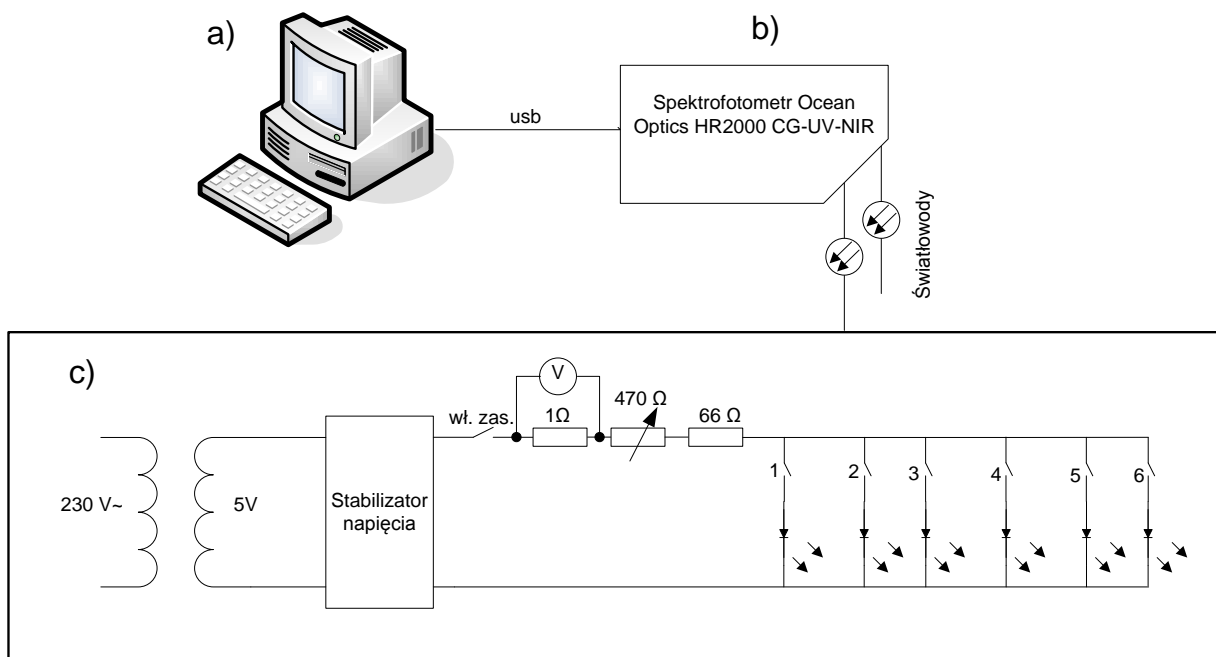 a)
b)
usb
Spektrofotometr Ocean
Optics HR2000 CG-UV-NIR
Światłowody
c)
V
wł. zas.
1Ω
470 Ω
66 Ω
230 V~
5V
Stabilizator
napięcia
1
2
3
4
5
6